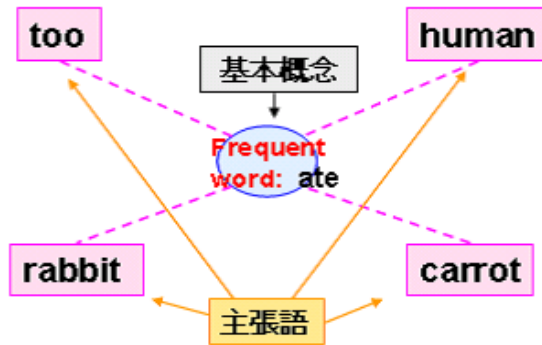 too
human
基本概念
Frequent
word: ate
rabbit
carrot
主張語